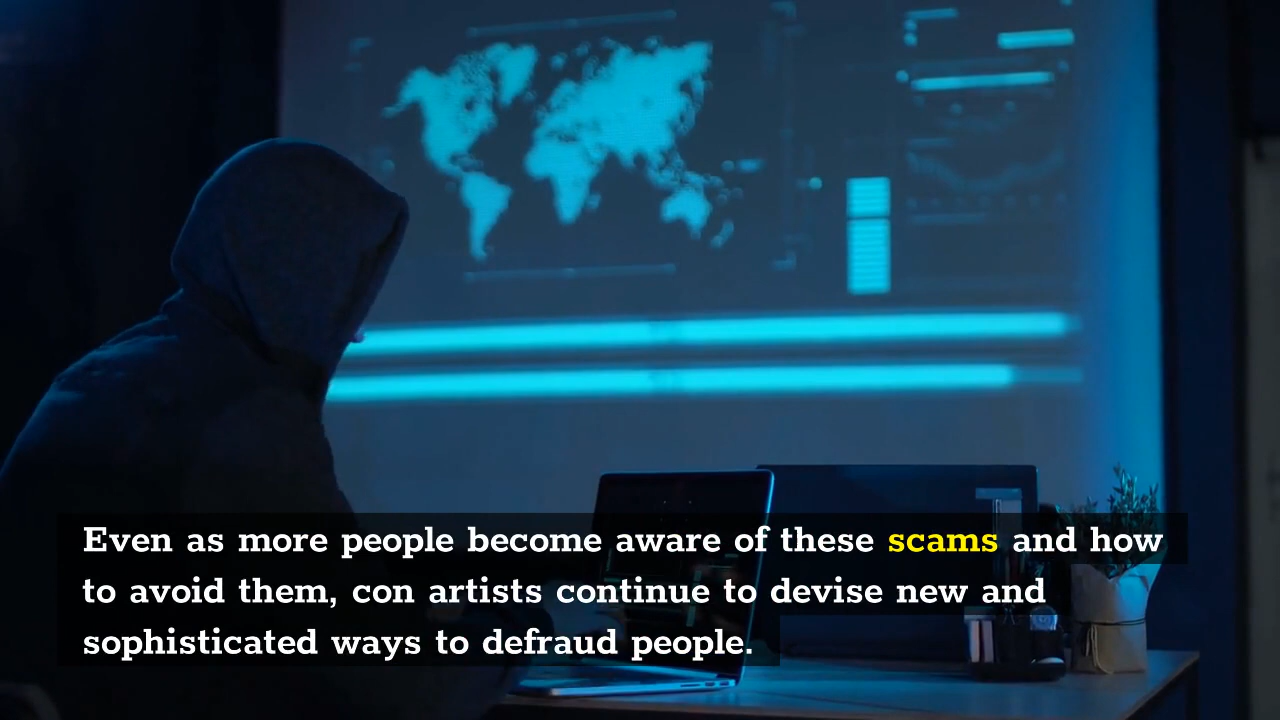 Even as more people become aware of these scams and how
to avoid them, con artists continue to devise new and
sophisticated ways to defraud people.